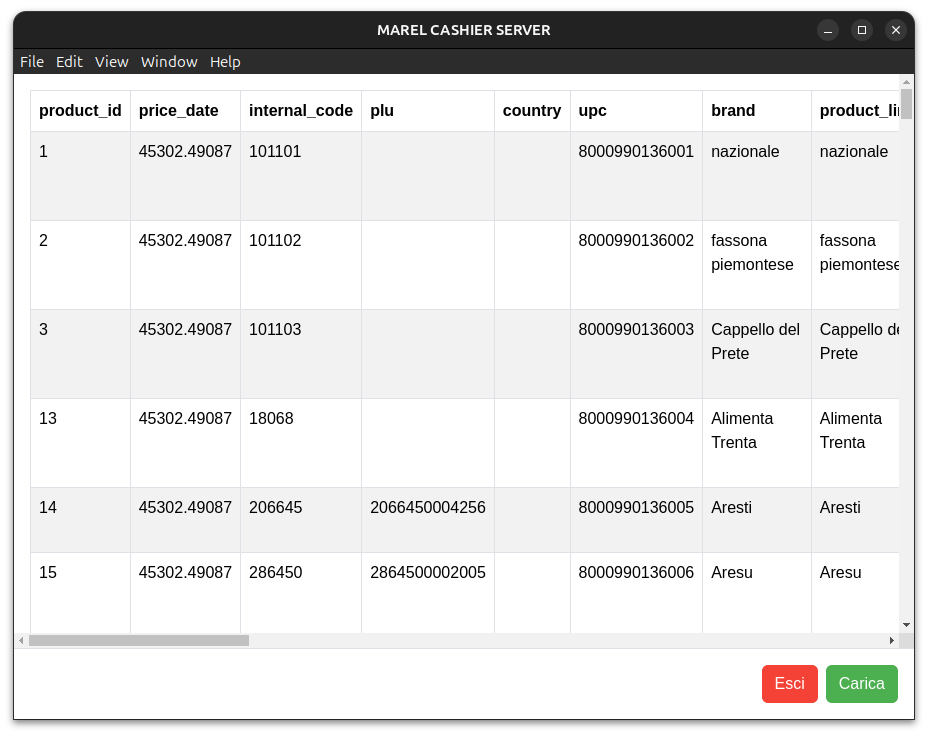 MAREL CASHIER SERVER
File Edit View Window Help
product_id price_date internal_code plu country upc brand product_li
1 45302.49087 101101 8000990136001 nazionale nazionale
2 45302.49087 101102 8000990136002 fassona fassona
piemontese piemontese
3 45302.49087 101103 8000990136003 Cappello del Cappello de
Prete Prete
13 45302.49087 18068 8000990136004 Alimenta Alimenta
Trenta Trenta
14 45302.49087 206645 2066450004256 8000990136005 Aresti Aresti
15 45302.49087 286450 2864500002005 8000990136006 Aresu Aresu
Esci Carica